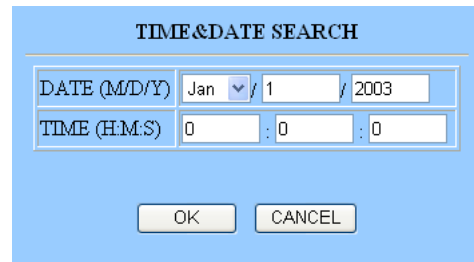 TIME&DATE SEARCH
DATE (M/D/Y) Jan / 1 / 2003
TIME (H:M:S) 0 : 0 : 0
OK CANCEL